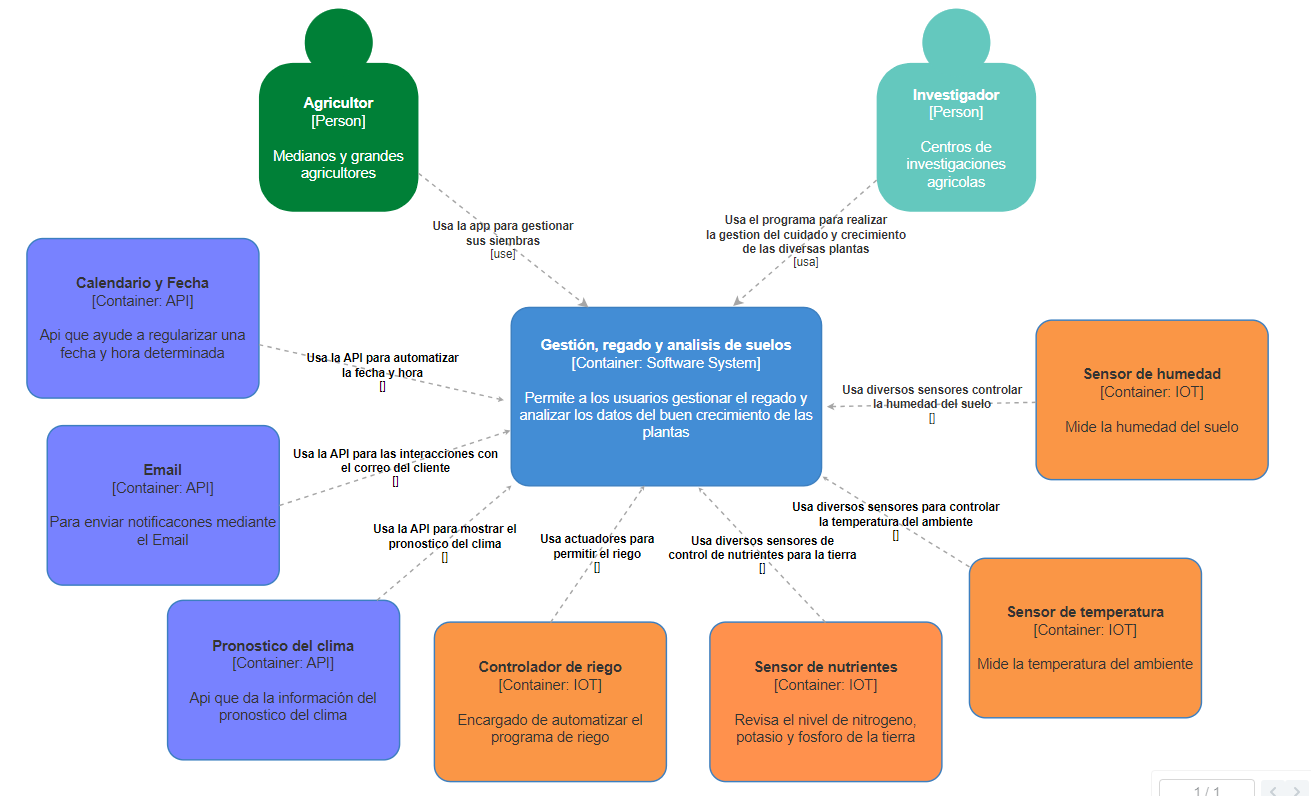 Agricultor
[Person]
Medianos y grandes
agricultores
Investigador
[Person]
Centros de
investigaciones
agricolas
Usa la app para gestionar
sus siembras
[use]
Usa el programa para realizar
la gestion del cuidado y crecimiento
de las diversas plantas
[usa]
Calendario y Fecha
[Container: API]
Api que ayude a regularizar una
fecha y hora determinada
Usa la API para automatizar
la fecha y hora
[]
Gestión, regado y analisis de suelos
[Container: Software System]
Permite a los usuarios gestionar el regado y
analizar los datos del buen crecimiento de las
plantas
Usa diversos sensores controlar
la humedad del suelo
[]
Sensor de humedad
[Container: IOT]
Mide la humedad del suelo
Email
[Container: API]
Para enviar notificacones mediante
el Email
Usa la API para las interacciones con
el correo del cliente
[]
Usa la API para mostrar el
pronostico del clima
[]
Usa actuadores para
permitir el riego
[]
Usa diversos sensores de
control de nutrientes para la tierra
[]
Usa diversos sensores para controlar
la temperatura del ambiente
[]
Sensor de temperatura
[Container: IOT]
Mide la temperatura del ambiente
Pronostico del clima
[Container: API]
Api que da la información del
pronostico del clima
Controlador de riego
[Container: IOT]
Encargado de automatizar el
programa de riego
Sensor de nutrientes
[Container: IOT]
Revisa el nivel de nitrogeno,
potasio y fosforo de la tierra
1 / 1